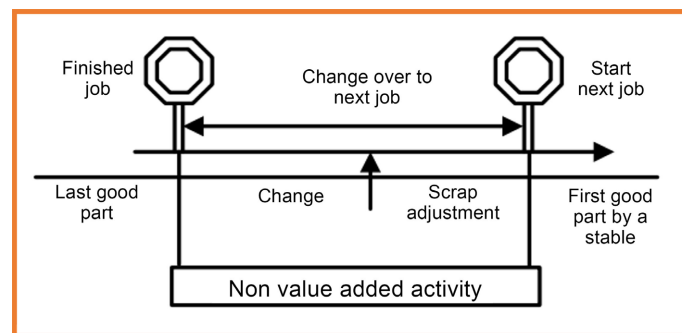 Finished
job
Change over to
next job
Start
next job
Last good
part
Change
Scrap
adjustment
First good
part by a
stable
Non value added activity